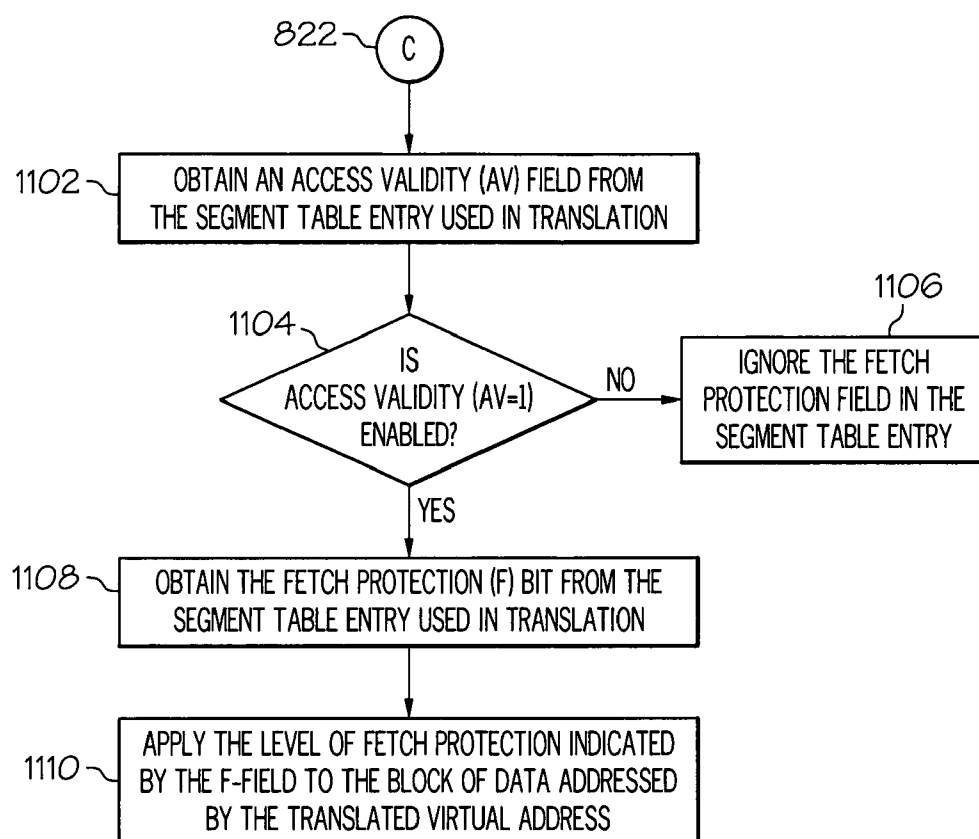 822
C
1102
OBTAIN AN ACCESS VALIDITY (AV) FIELD FROM
THE SEGMENT TABLE ENTRY USED IN TRANSLATION
1104
IS
ACCESS VALIDITY (AV=1)
ENABLED?
NO
1106
IGNORE THE FETCH
PROTECTION FIELD IN THE
SEGMENT TABLE ENTRY
YES
1108
OBTAIN THE FETCH PROTECTION (F) BIT FROM THE
SEGMENT TABLE ENTRY USED IN TRANSLATION
1110
APPLY THE LEVEL OF FETCH PROTECTION INDICATED
BY THE F-FIELD TO THE BLOCK OF DATA ADDRESSED
BY THE TRANSLATED VIRTUAL ADDRESS